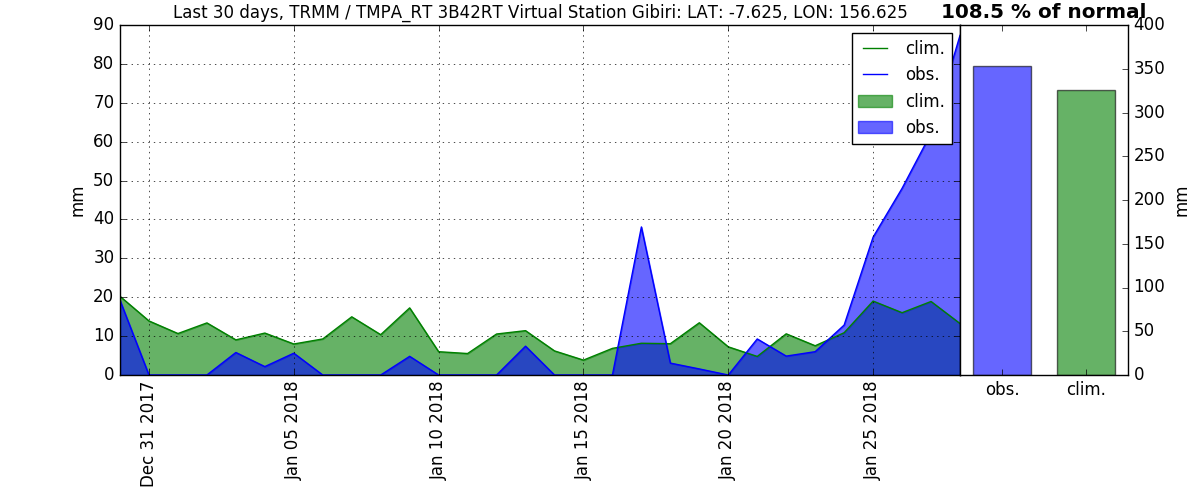 Last 30 days, TRMM / TMPA_RT 3B42RT Virtual Station Gibiri: LAT: -7.625, LON: 156.625
108.5 % of normal
90
80
70
60
50
40
30
20
10
0
mm
clim.
obs.
clim.
obs.
400
350
300
250
200
150
100
50
0
mm
obs.
clim.
Dec 31 2017
Jan 05 2018
Jan 10 2018
Jan 15 2018
Jan 20 2018
Jan 25 2018